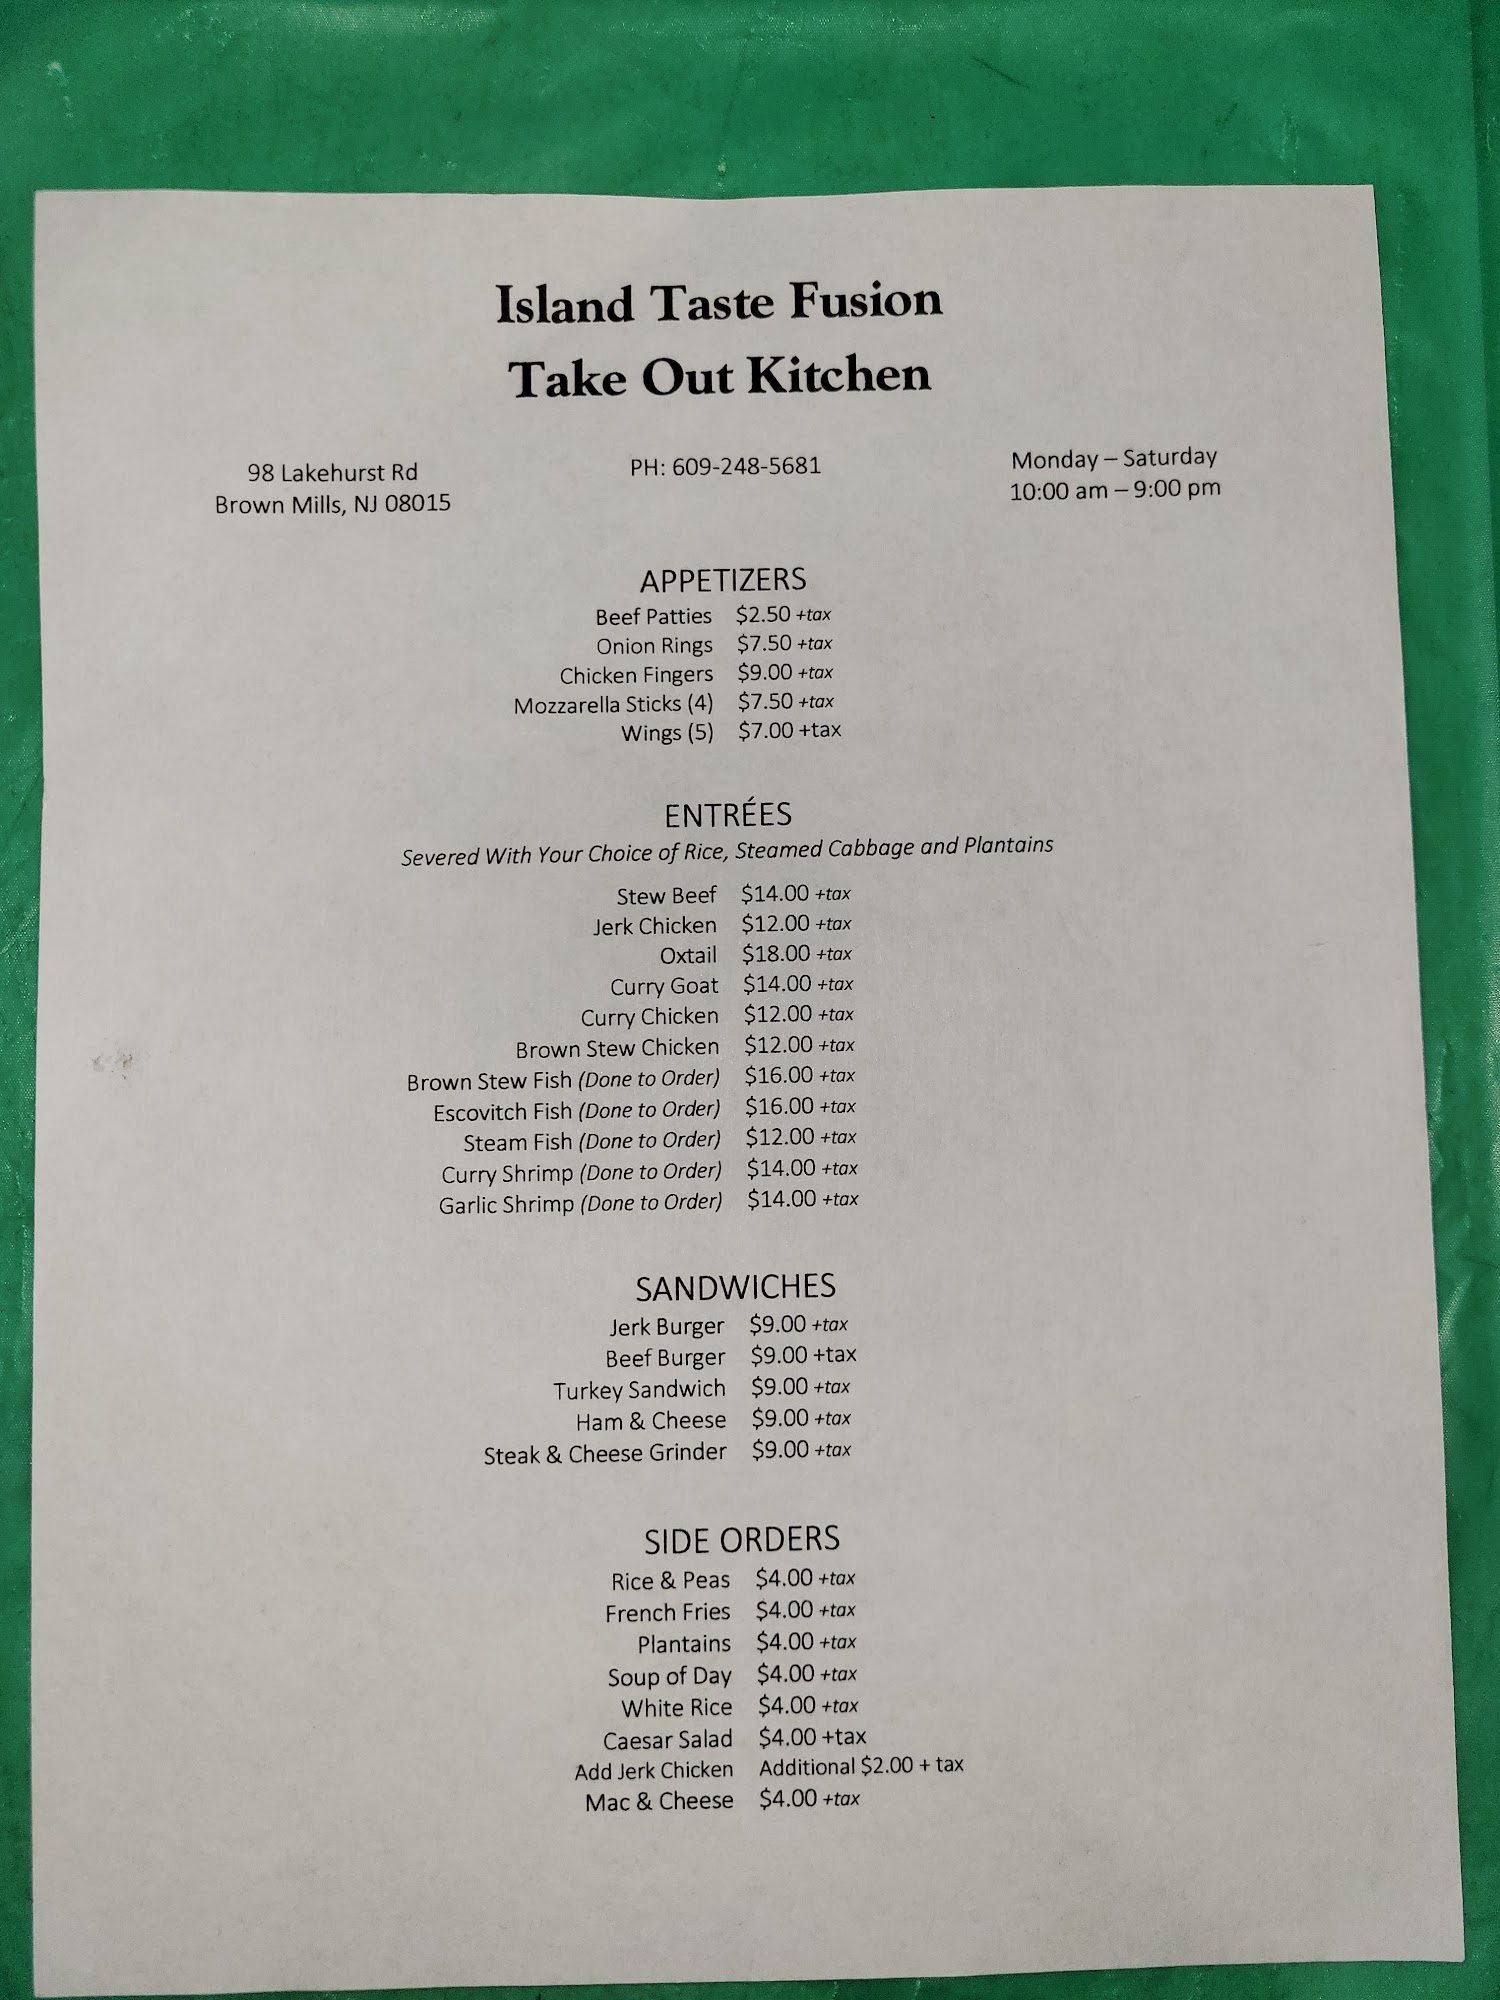 Island Taste Fusion
Take Out Kitchen
98 Lakehurst Rd
Brown Mills, NJ 08015
PH: 609-248-5681
Monday – Saturday
10:00 am – 9:00 pm
APPETIZERS
Beef Patties $2.50 +tax
Onion Rings $7.50 +tax
Chicken Fingers $9.00 +tax
Mozzarella Sticks (4) $7.50 +tax
Wings (5) $7.00 +tax
ENTRÉES
Severed With Your Choice of Rice, Steamed Cabbage and Plantains
Stew Beef $14.00 +tax
Jerk Chicken $12.00 +tax
Oxtail $18.00 +tax
Curry Goat $14.00 +tax
Curry Chicken $12.00 +tax
Brown Stew Chicken $12.00 +tax
Brown Stew Fish (Done to Order) $16.00 +tax
Escovitch Fish (Done to Order) $16.00 +tax
Steam Fish (Done to Order) $12.00 +tax
Curry Shrimp (Done to Order) $14.00 +tax
Garlic Shrimp (Done to Order) $14.00 +tax
SANDWICHES
Jerk Burger $9.00 +tax
Beef Burger $9.00 +tax
Turkey Sandwich $9.00 +tax
Ham & Cheese $9.00 +tax
Steak & Cheese Grinder $9.00 +tax
SIDE ORDERS
Rice & Peas $4.00 +tax
French Fries $4.00 +tax
Plantains $4.00 +tax
Soup of Day $4.00 +tax
White Rice $4.00 +tax
Caesar Salad $4.00 +tax
Add Jerk Chicken Additional $2.00 + tax
Mac & Cheese $4.00 +tax